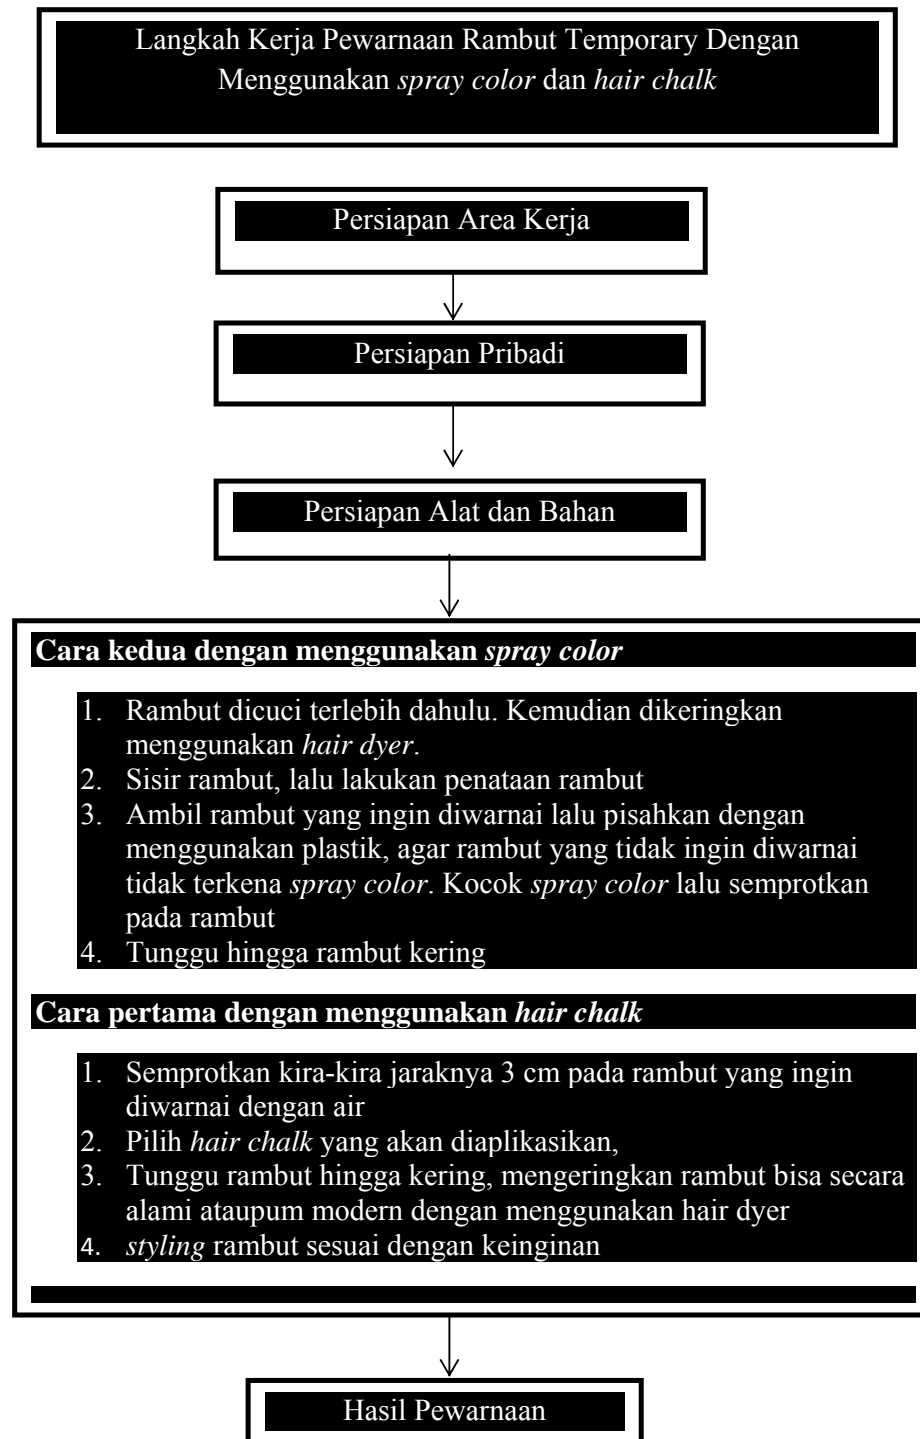 Langkah Kerja Pewarnaan Rambut Temporary Dengan
Menggunakan spray color dan hair chalk
Persiapan Area Kerja
Persiapan Pribadi
Persiapan Alat dan Bahan
Cara kedua dengan menggunakan spray color
1. Rambut dicuci terlebih dahulu. Kemudian dikeringkan
menggunakan hair dyer.
2. Sisir rambut, lalu lakukan penataan rambut
3. Ambil rambut yang ingin diwarnai lalu pisahkan dengan
menggunakan plastik, agar rambut yang tidak ingin diwarnai
tidak terkena spray color. Kocok spray color lalu semprotkan
pada rambut
4. Tunggu hingga rambut kering
Cara pertama dengan menggunakan hair chalk
1. Semprotkan kira-kira jaraknya 3 cm pada rambut yang ingin
diwarnai dengan air
2. Pilih hair chalk yang akan diaplikasikan,
3. Tunggu rambut hingga kering, mengeringkan rambut bisa secara
alami ataupum modern dengan menggunakan hair dyer
4. styling rambut sesuai dengan keinginan
Hasil Pewarnaan